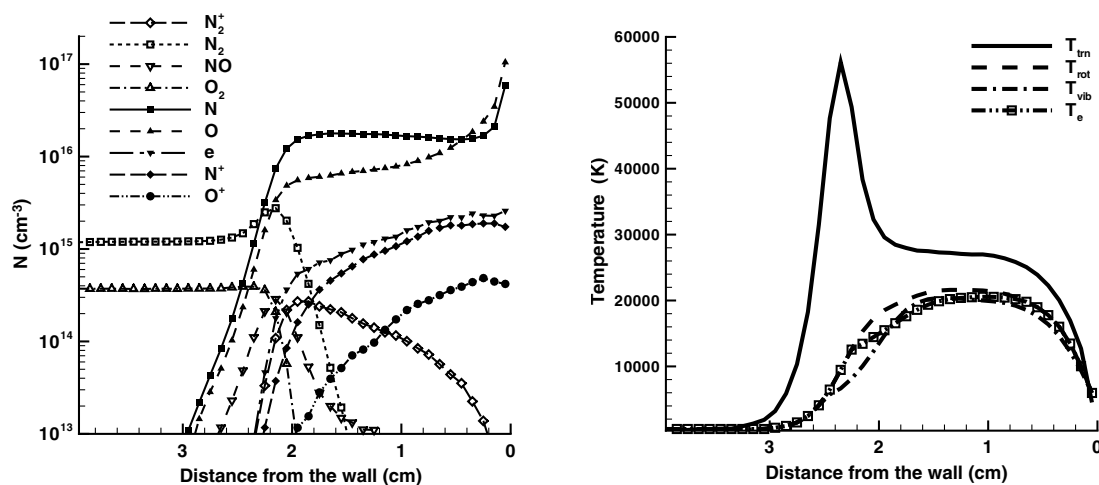 N₂⁺
N₂
NO
O₂
N
O
e
N⁺
O⁺
10¹⁷
10¹⁶
10¹⁵
10¹⁴
10¹³
N (cm⁻³)
3
2
1
0
Distance from the wall (cm)
60000
50000
40000
30000
20000
10000
Temperature (K)
T_trn
T_rot
T_vib
T_e
3
2
1
0
Distance from the wall (cm)